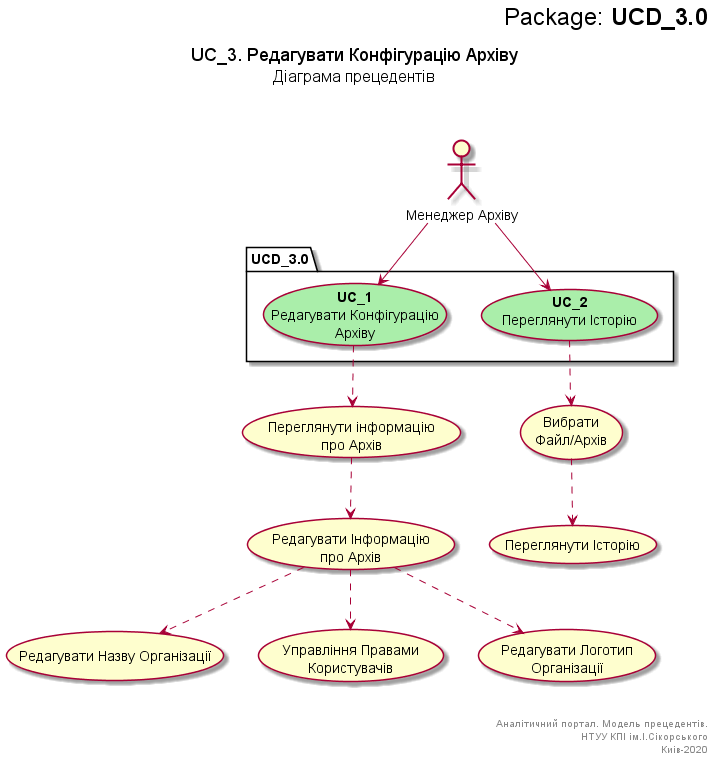 Package: UCD_3.0
UC_3. Редагувати Конфігурацію Архіву
Діаграма прецедентів
Менеджер Архіву
UCD_3.0
UC_1
Редагувати Конфігурацію
Архіву
UC_2
Переглянути Історію
Переглянути інформацію
про Архів
Вибрати
Файл/Архів
Редагувати Інформацію
про Архів
Переглянути Історію
Редагувати Назву Організації
Управління Правами
Користувачів
Редагувати Логотип
Організації
Аналітичний портал. Модель прецедентів.
НТУУ КПІ ім.І.Сікорського
Киів-2020